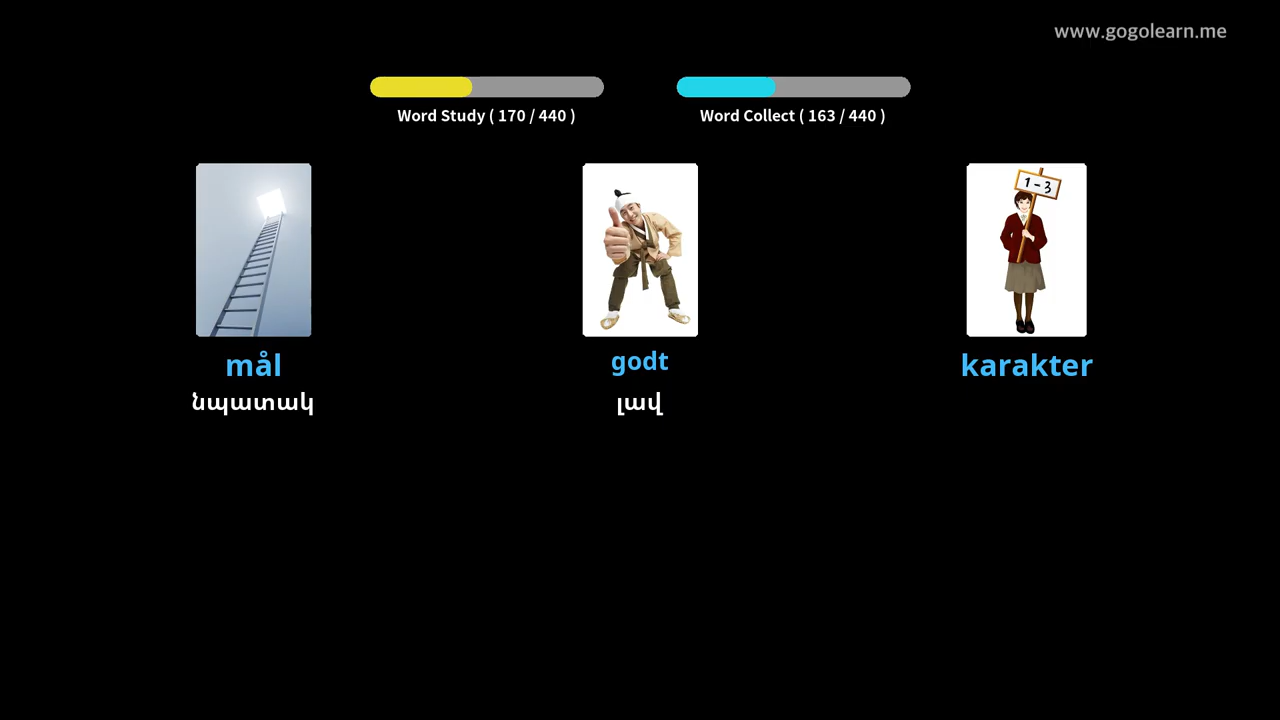 www.gogolearn.me
Word Study ( 170 / 440 )
Word Collect ( 163 / 440 )
1-3
mål
godt
karakter
նպատակ
լավ